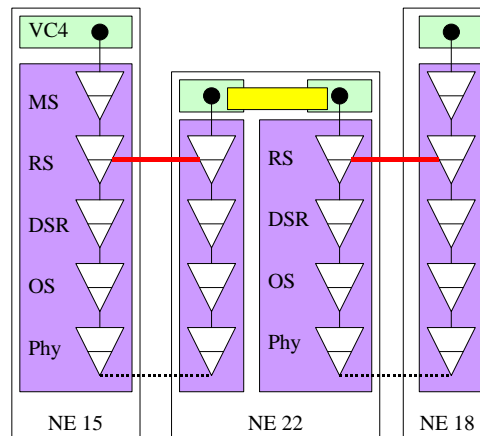 VC4
MS
RS
DSR
OS
Phy
RS
DSR
OS
Phy
NE 15
NE 22
NE 18